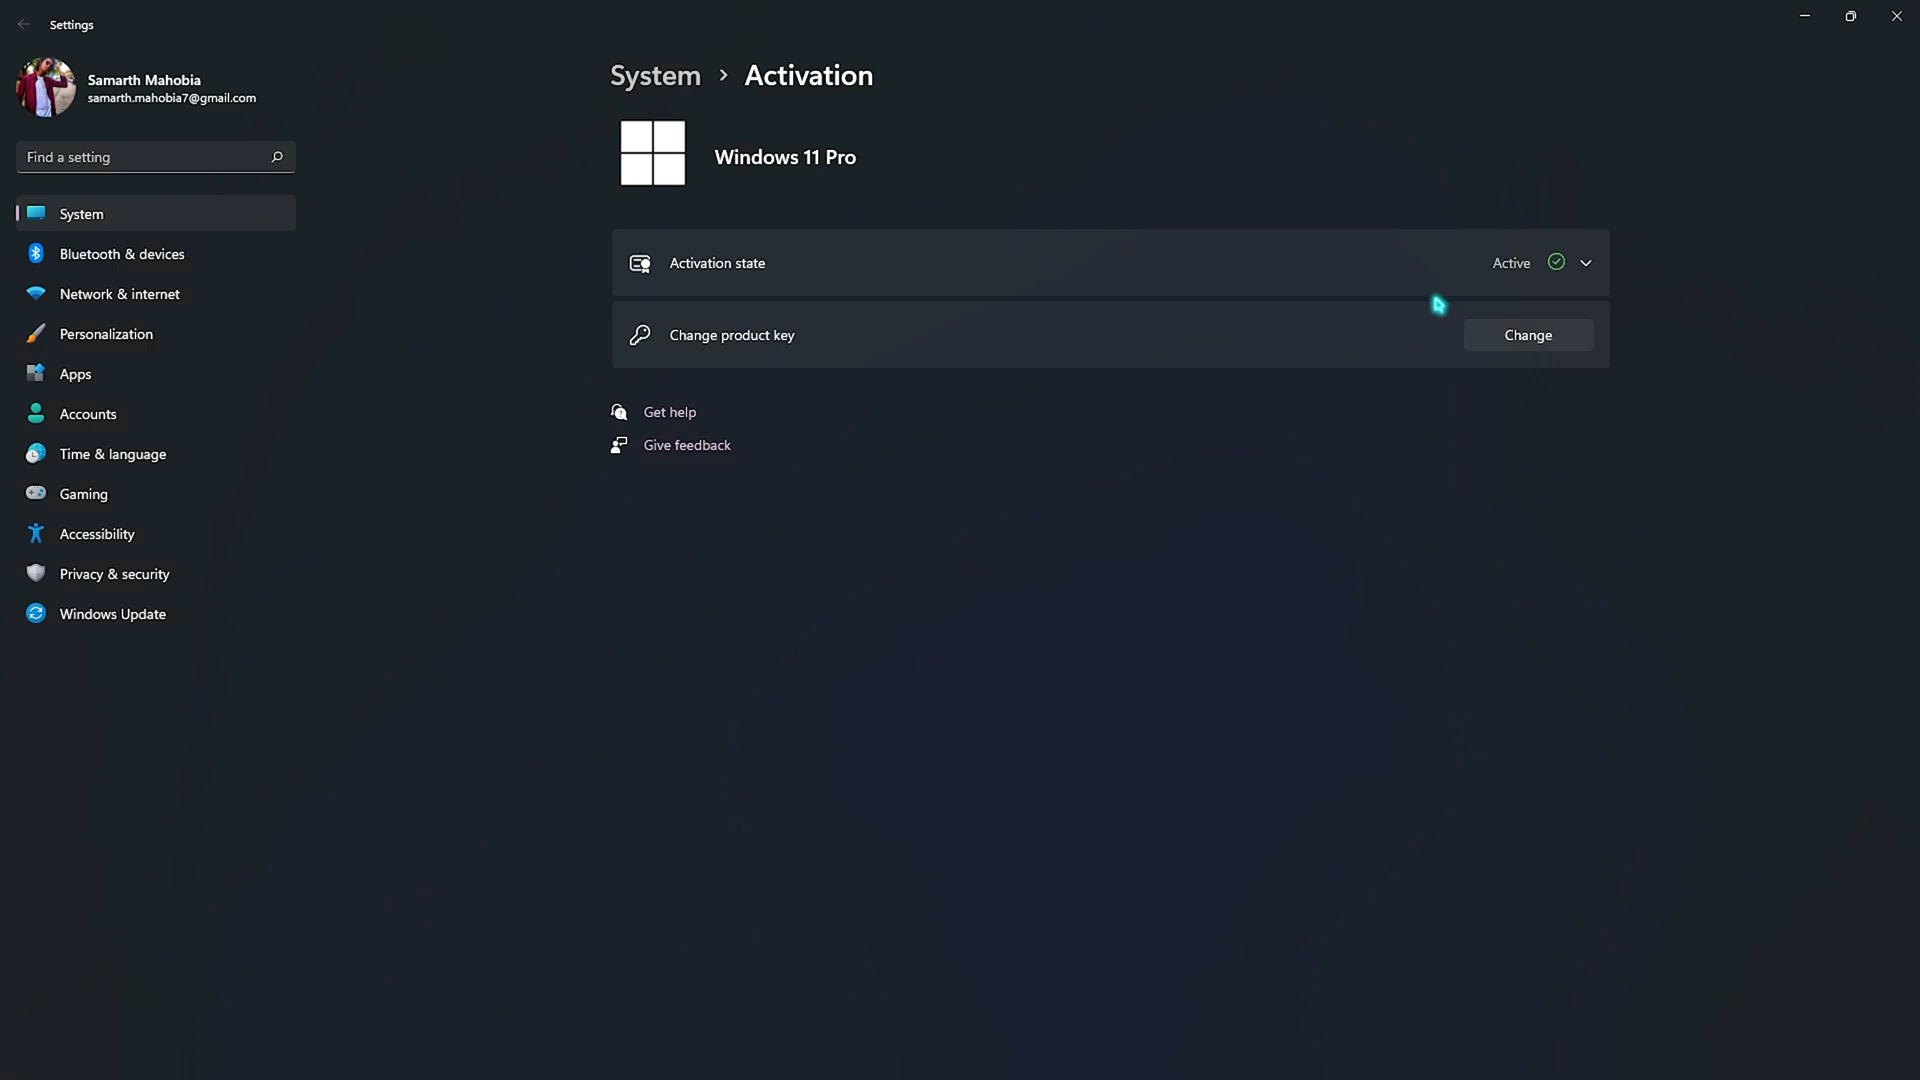 Settings
Samarth Mahobia
samarth.mahobia7@gmail.com
Find a setting
System
Bluetooth & devices
Network & internet
Personalization
Apps
Accounts
Time & language
Gaming
Accessibility
Privacy & security
Windows Update
System > Activation
Windows 11 Pro
Activation state Active
Change product key Change
Get help
Give feedback